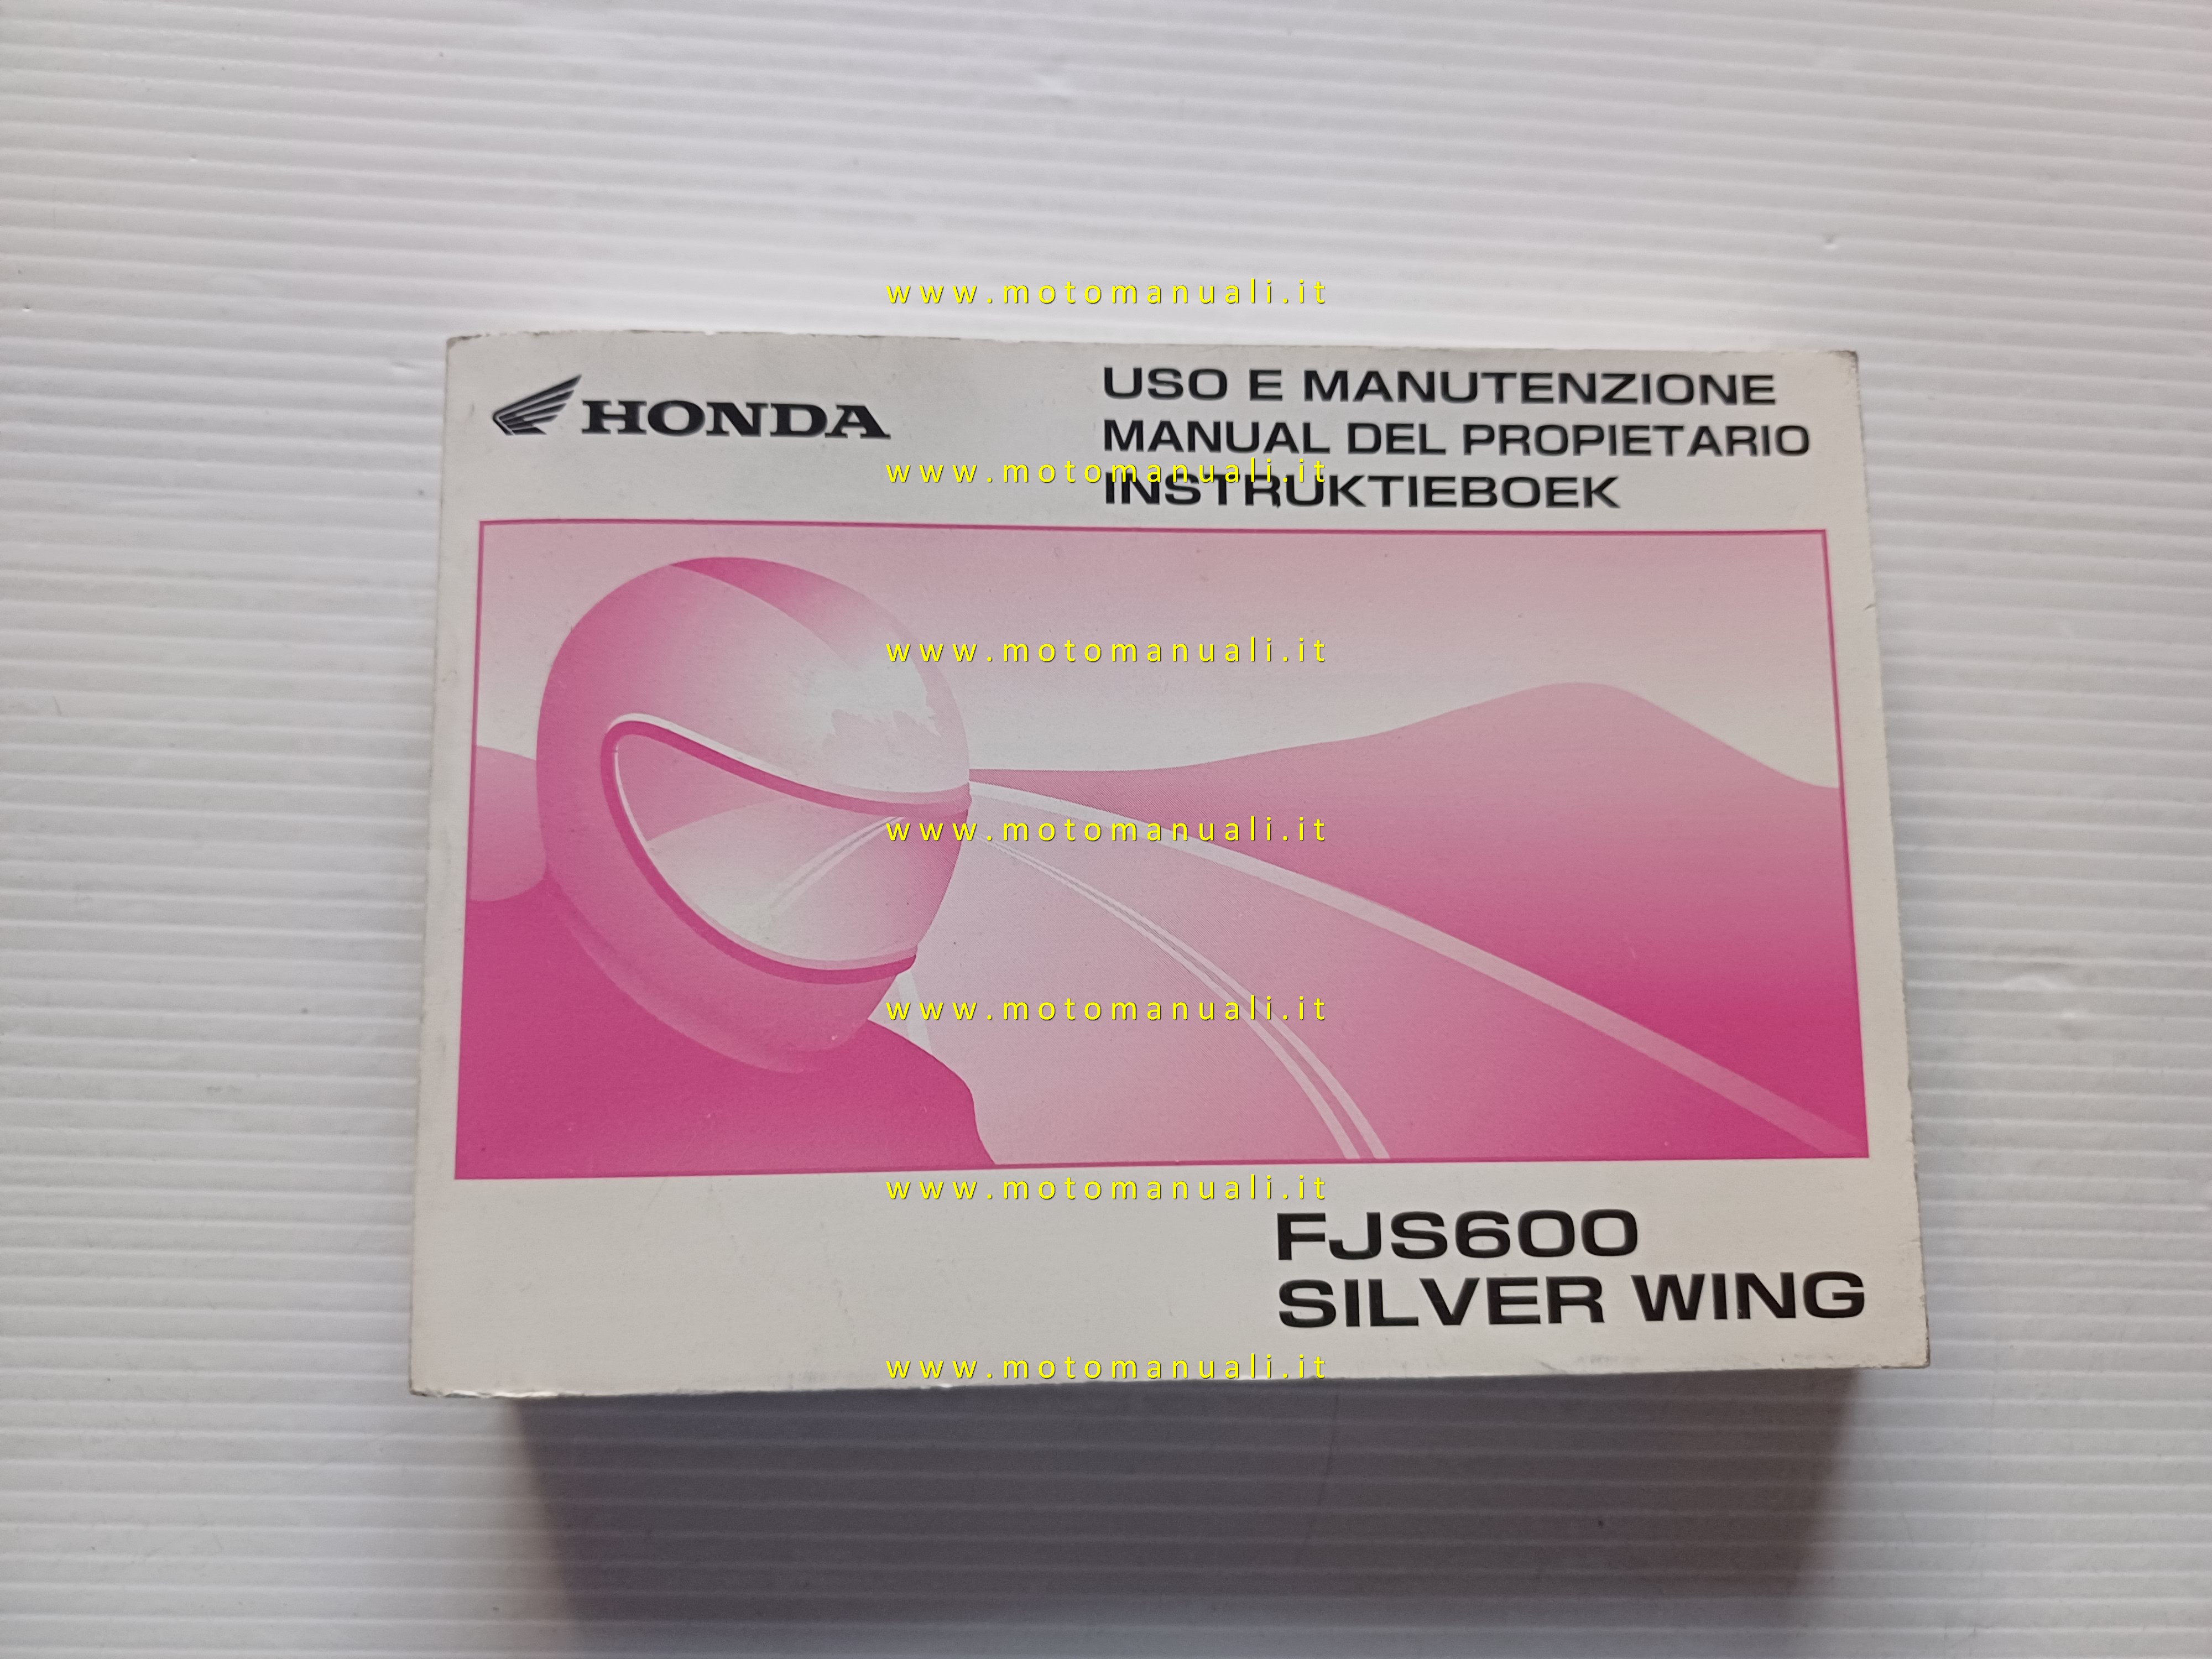 www.motomanuali.it
HONDA
USO E MANUTENZIONE
MANUAL DEL PROPIETARIO
www.motomanuali.it
INSTRUKTIEBOEK
www.motomanuali.it
www.motomanuali.it
www.motomanuali.it
www.motomanuali.it
FJS600
SILVER WING
www.motomanuali.it